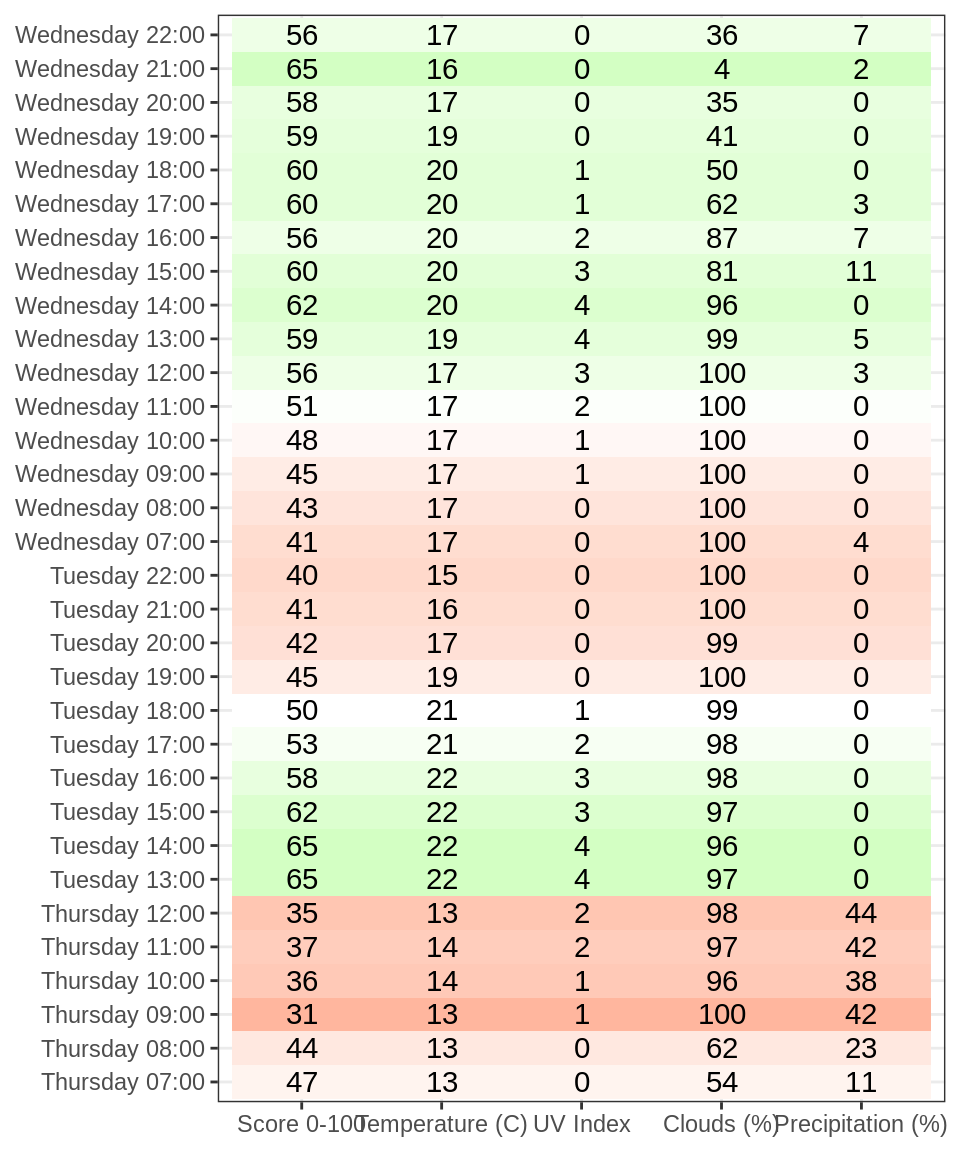 Wednesday 22:00 56 17 0 36 7
Wednesday 21:00 65 16 0 4 2
Wednesday 20:00 58 17 0 35 0
Wednesday 19:00 59 19 0 41 0
Wednesday 18:00 60 20 1 50 0
Wednesday 17:00 60 20 1 62 3
Wednesday 16:00 56 20 2 87 7
Wednesday 15:00 60 20 3 81 11
Wednesday 14:00 62 20 4 96 0
Wednesday 13:00 59 19 4 99 5
Wednesday 12:00 56 17 3 100 3
Wednesday 11:00 51 17 2 100 0
Wednesday 10:00 48 17 1 100 0
Wednesday 09:00 45 17 1 100 0
Wednesday 08:00 43 17 0 100 0
Wednesday 07:00 41 17 0 100 4
Tuesday 22:00 40 15 0 100 0
Tuesday 21:00 41 16 0 100 0
Tuesday 20:00 42 17 0 99 0
Tuesday 19:00 45 19 0 100 0
Tuesday 18:00 50 21 1 99 0
Tuesday 17:00 53 21 2 98 0
Tuesday 16:00 58 22 3 98 0
Tuesday 15:00 62 22 3 97 0
Tuesday 14:00 65 22 4 96 0
Tuesday 13:00 65 22 4 97 0
Thursday 12:00 35 13 2 98 44
Thursday 11:00 37 14 2 97 42
Thursday 10:00 36 14 1 96 38
Thursday 09:00 31 13 1 100 42
Thursday 08:00 44 13 0 62 23
Thursday 07:00 47 13 0 54 11
Score 0-100 Temperature (C) UV Index Clouds (%) Precipitation (%)